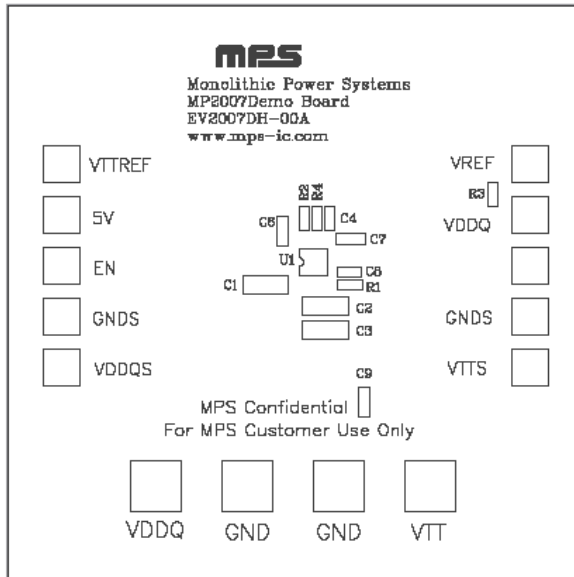 mps
Monolithic Power Systems
MP2007Demo Board
EV2007DH-00A
www.mps-ic.com
VTTREF
VREF
R3
5V
R2
R4
C4
C5
VDDQ
C7
U1
EN
C6
C1
R1
GNDS
C2
GNDS
C3
VDDQS
C9
VTTS
MPS Confidential
For MPS Customer Use Only
VDDQ
GND
GND
VTT